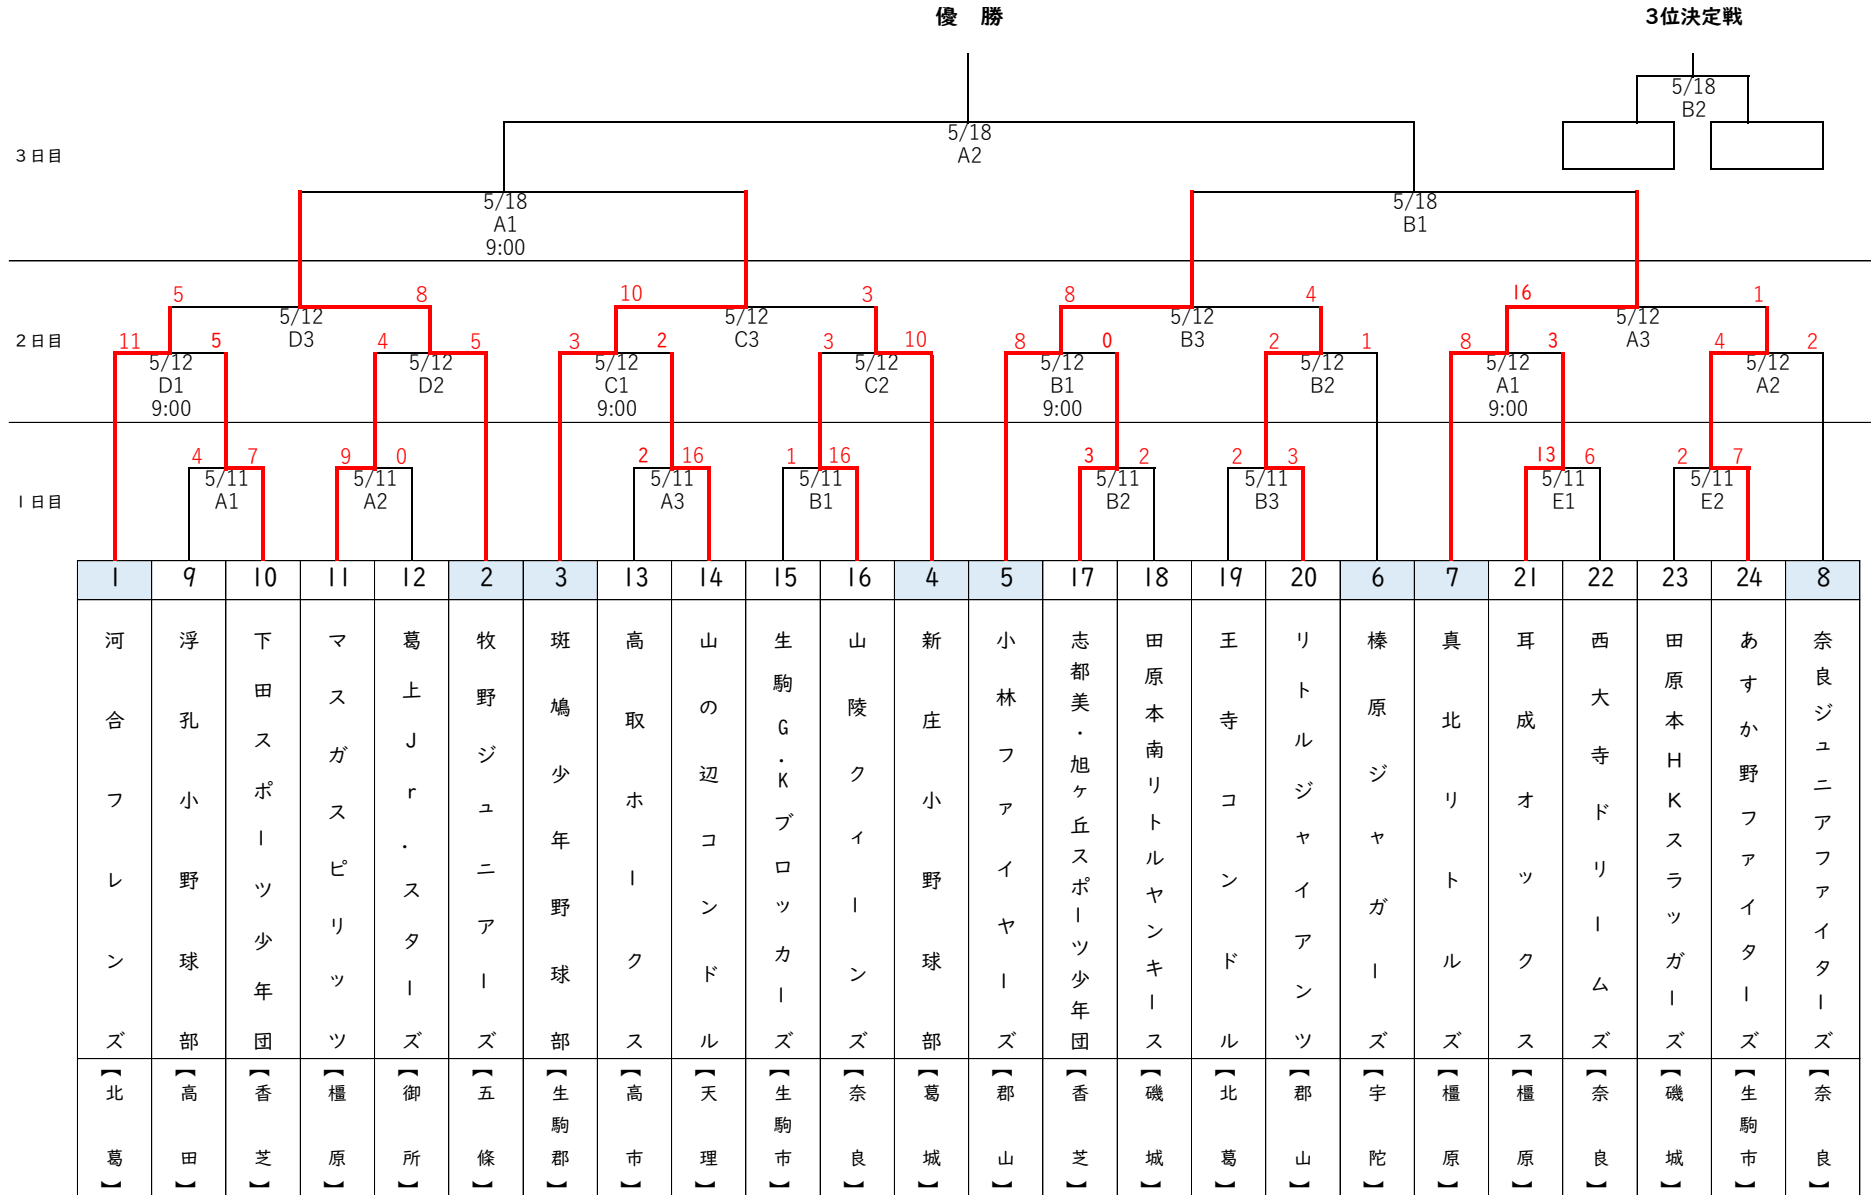 優 勝
3位決定戦
5/18
B2
5/18
A2
3日目
5/18
A1
9:00
5/18
B1
5 8 10 3 8 4 16 1
5/12 5/12 5/12 5/12
D3 C3 B3 A3
2日目
11 5 4 5 3 2 3 10 8 0 2 1 8 3 4 2
5/12 5/12 5/12 5/12 5/12 5/12 5/12 5/12
D1 D2 C1 C2 B1 B2 A1 A2
9:00 9:00 9:00 9:00
4 7 9 0 2 16 1 16 3 2 2 3 13 6 2 7
5/11 5/11 5/11 5/11 5/11 5/11 5/11 5/11
A1 A2 A3 B1 B2 B3 E1 E2
1日目
1 9 10 11 12 2 3 13 14 15 16 4 5 17 18 19 20 6 7 21 22 23 24 8
河合フレンズ
浮孔小野球部
下田スポーツ少年団
マスガスピリッツ
葛上Jr.スターズ
牧野ジュニアーズ
斑鳩少年野球部
高取ホークス
山の辺コンドル
生駒G.Kブロッカーズ
山陵クィーンズ
新庄小野球部
小林ファイヤーズ
志都美・旭ヶ丘スポーツ少年団
田原本南リトルヤンキース
王寺コンドル
リトルジャイアンツ
榛原ジャガーズ
真北リトルズ
耳成オックス
西大寺ドリームズ
田原本HKスラッガーズ
あすか野ファイターズ
奈良ジュニアファイターズ
【北葛】
【高田】
【香芝】
【橿原】
【御所】
【五條】
【生駒郡】
【高市】
【天理】
【生駒市】
【奈良】
【葛城】
【郡山】
【香芝】
【磯城】
【北葛】
【郡山】
【宇陀】
【橿原】
【橿原】
【奈良】
【磯城】
【生駒市】
【奈良】